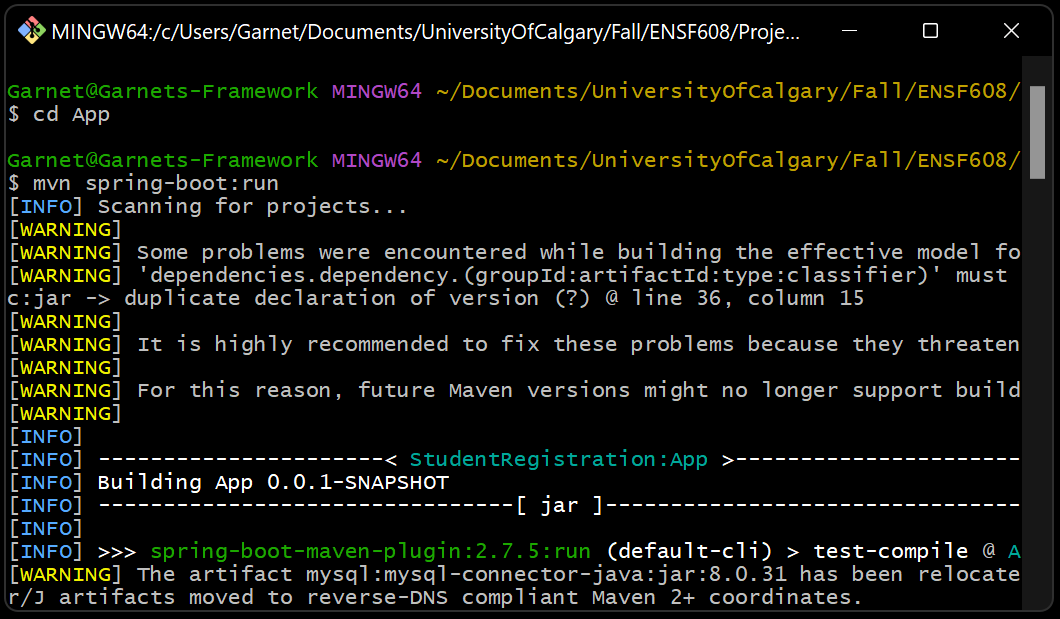 MINGW64:/c/Users/Garnet/Documents/UniversityOfCalgary/Fall/ENSF608/Proje...
Garnet@Garnets-Framework MINGW64 ~/Documents/UniversityOfCalgary/Fall/ENSF608/
$ cd App
Garnet@Garnets-Framework MINGW64 ~/Documents/UniversityOfCalgary/Fall/ENSF608/
$ mvn spring-boot:run
[INFO] Scanning for projects...
[WARNING]
[WARNING] Some problems were encountered while building the effective model fo
[WARNING] 'dependencies.dependency.(groupId:artifactId:type:classifier)' must
c:jar -> duplicate declaration of version (?) @ line 36, column 15
[WARNING]
[WARNING] It is highly recommended to fix these problems because they threaten
[WARNING]
[WARNING] For this reason, future Maven versions might no longer support build
[WARNING]
[INFO]
[INFO] ----------------------< StudentRegistration:App >----------------------
[INFO] Building App 0.0.1-SNAPSHOT
[INFO] --------------------------------[ jar ]--------------------------------
[INFO]
[INFO] >>> spring-boot-maven-plugin:2.7.5:run (default-cli) > test-compile @ A
[WARNING] The artifact mysql:mysql-connector-java:jar:8.0.31 has been relocate
r/J artifacts moved to reverse-DNS compliant Maven 2+ coordinates.